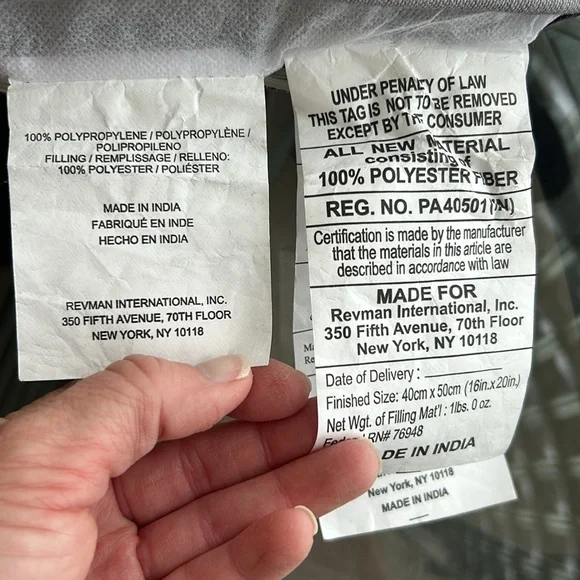 100% POLYPROPYLENE / POLYPROPYLÈNE /
POLIPROPILENO
FILLING / REMPLISSAGE / RELLENO:
100% POLYESTER / POLIÉSTER
MADE IN INDIA
FABRIQUÉ EN INDE
HECHO EN INDIA
REVMAN INTERNATIONAL, INC.
350 FIFTH AVENUE, 70TH FLOOR
NEW YORK, NY 10118
UNDER PENALTY OF LAW
THIS TAG IS NOT TO BE REMOVED
EXCEPT BY THE CONSUMER
ALL NEW MATERIAL
consisting of
100% POLYESTER FIBER
REG. NO. PA40501 (IN)
Certification is made by the manufacturer
that the materials in this article are
described in accordance with law
MADE FOR
Revman International, Inc.
350 Fifth Avenue, 70th Floor
New York, NY 10118
Date of Delivery :
Finished Size: 40cm x 50cm (16in.x 20in.)
Net Wgt. of Filling Mat'l : 1lbs. 0 oz.
RN# 76948
DE IN INDIA
New York, NY 10118
MADE IN INDIA